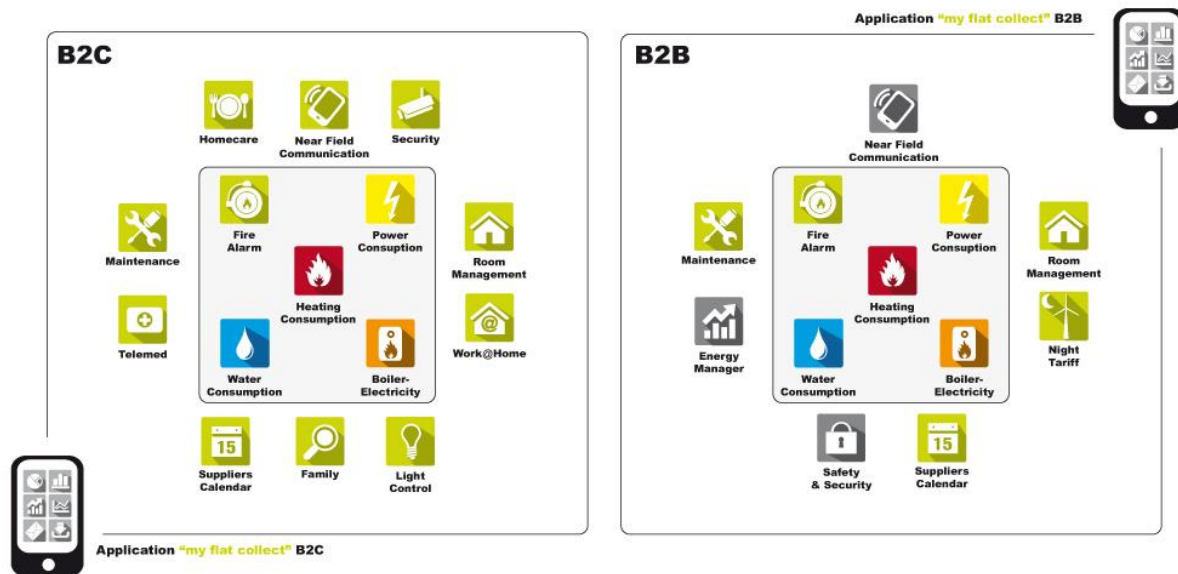 Application “my flat collect” B2B
B2C
Homecare
Near Field
Communication
Security
Fire
Alarm
Power
Consuption
Maintenance
Room
Management
Heating
Consumption
Telemed
@
Work@Home
Water
Consumption
Boiler-
Electricity
15
Suppliers
Calendar
Family
Light
Control
Application “my flat collect” B2C
B2B
Near Field
Communication
Fire
Alarm
Power
Consuption
Maintenance
Room
Management
Heating
Consumption
Energy
Manager
Night
Tariff
Water
Consumption
Boiler-
Electricity
Safety
& Security
15
Suppliers
Calendar